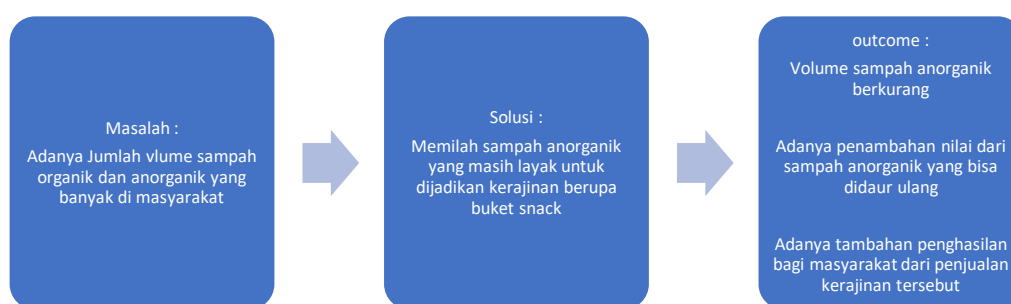 Masalah :
Adanya Jumlah vlume sampah
organik dan anorganik yang
banyak di masyarakat
Solusi :
Memilah sampah anorganik
yang masih layak untuk
dijadikan kerajinan berupa
buket snack
outcome :
Volume sampah anorganik
berkurang
Adanya penambahan nilai dari
sampah anorganik yang bisa
didaur ulang
Adanya tambahan penghasilan
bagi masyarakat dari penjualan
kerajinan tersebut